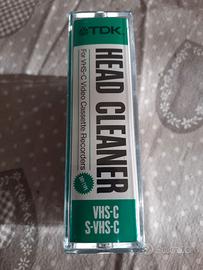 TDK
HEAD CLEANER
For VHS-C Video Cassette Recorders
VHS-C
S-VHS-C